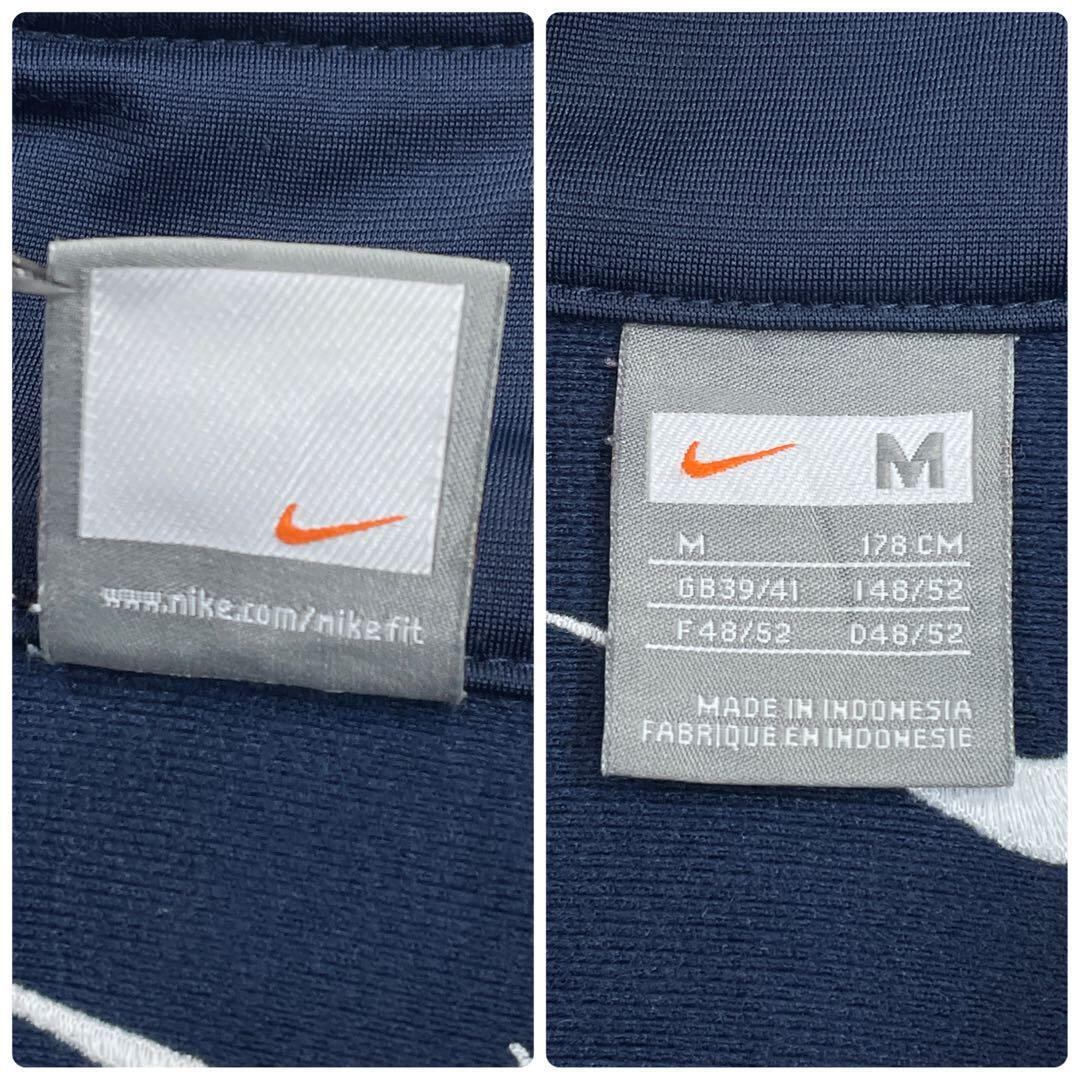 www.nike.com/nikefit
M
M 178 CM
GB39/41 I48/52
F48/52 D48/52
MADE IN INDONESIA
FABRIQUE EN INDONESIE